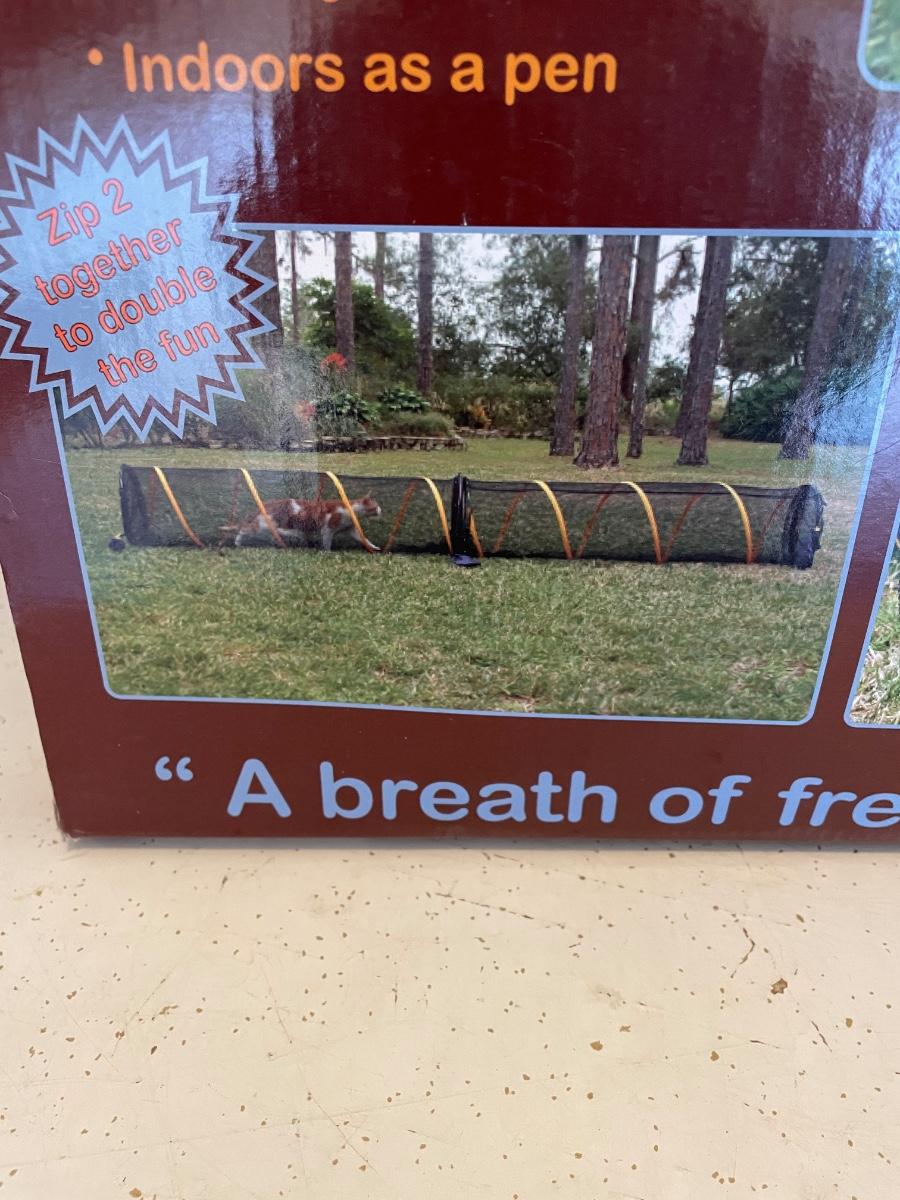 • Indoors as a pen
Zip 2
together
to double
the fun
“ A breath of fre